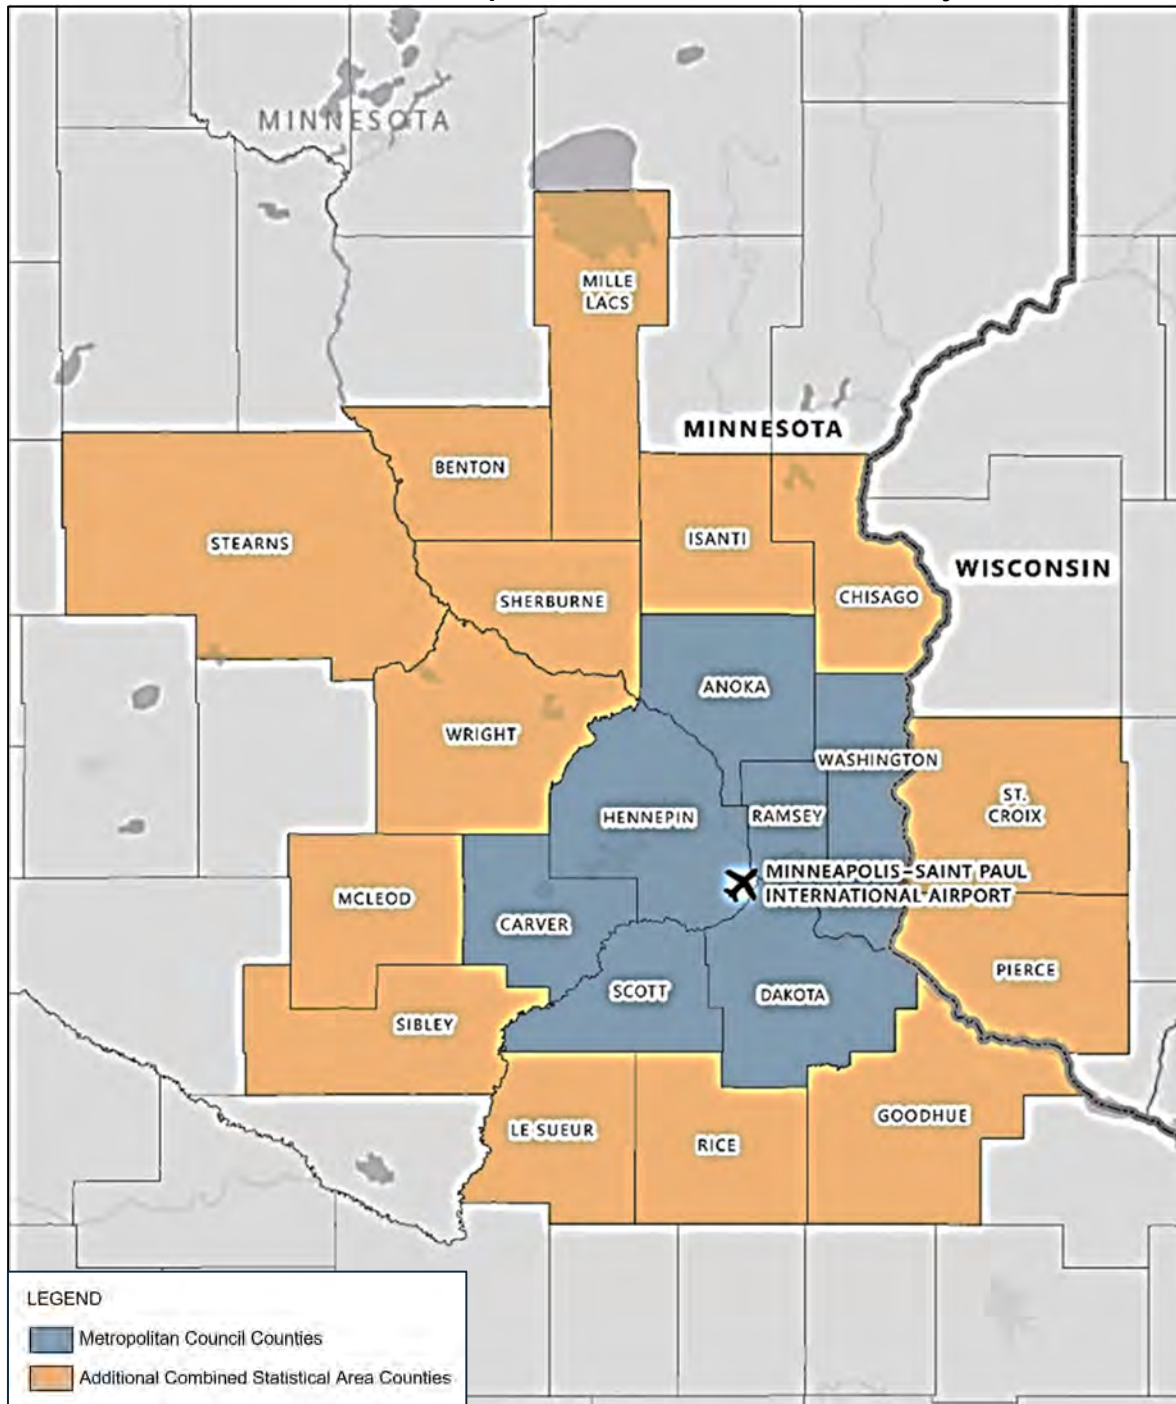 MINNESOTA
MILLE
LACS
MINNESOTA
BENTON
STEARNS
ISANTI
WISCONSIN
SHERBURNE
CHISAGO
ANOKA
WRIGHT
WASHINGTON
ST.
CROIX
HENNEPIN
RAMSEY
MINNEAPOLIS–SAINT PAUL
INTERNATIONAL AIRPORT
MCLEOD
CARVER
PIERCE
SCOTT
DAKOTA
SIBLEY
GOODHUE
LE SUEUR
RICE
LEGEND
Metropolitan Council Counties
Additional Combined Statistical Area Counties